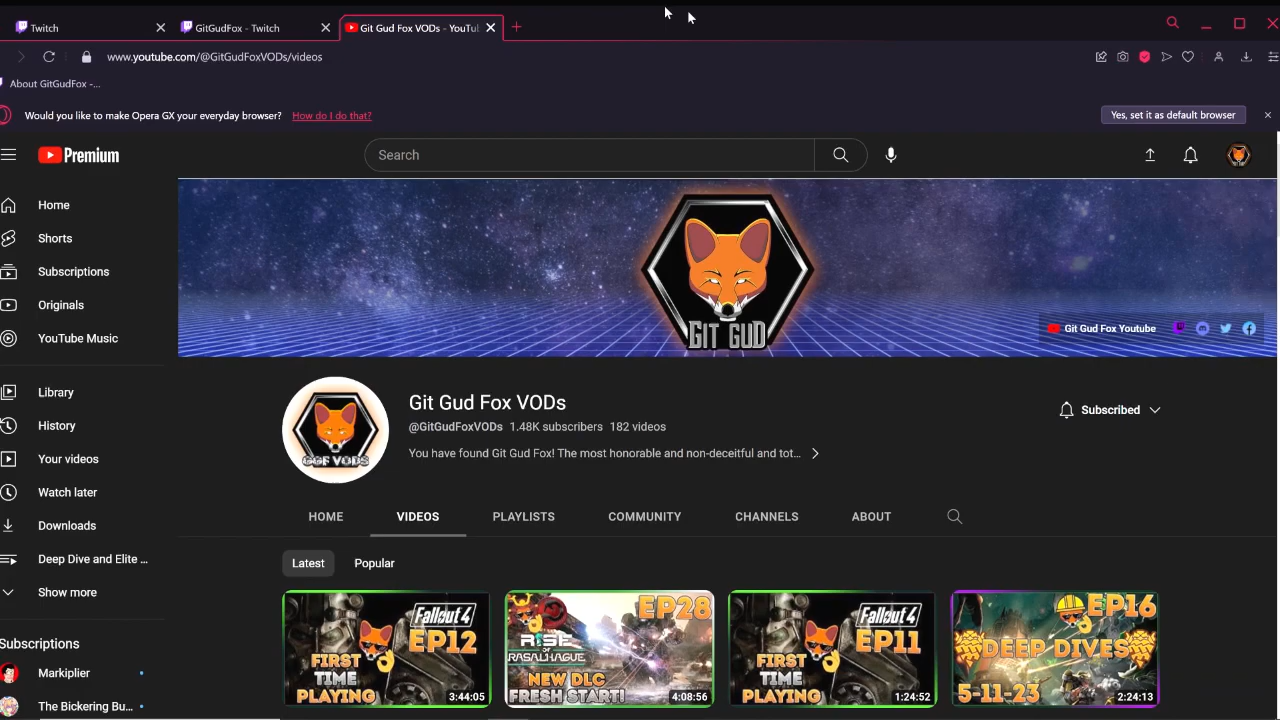 Twitch
GitGudFox - Twitch
Git Gud Fox VODs - YouTu
www.youtube.com/@GitGudFoxVODs/videos
About GitGudFox -...
Would you like to make Opera GX your everyday browser? How do I do that?
Yes, set it as default browser
Premium
Search
Home
Shorts
Subscriptions
Originals
YouTube Music
Library
History
Your videos
Watch later
Downloads
Deep Dive and Elite ...
Show more
Subscriptions
Markiplier
The Bickering Bu...
GIT GUD
Git Gud Fox Youtube
GGF VODS
Git Gud Fox VODs
@GitGudFoxVODs 1.48K subscribers 182 videos
You have found Git Gud Fox! The most honorable and non-deceitful and tot...
Subscribed
HOME VIDEOS PLAYLISTS COMMUNITY CHANNELS ABOUT
Latest Popular
Fallout 4
EP12
FIRST
TIME
PLAYING
3:44:05
EP28
RISE
OF
RASALHAGUE
NEW DLC
FRESH START!
4:08:56
Fallout 4
EP11
FIRST
TIME
PLAYING
1:24:52
EP16
DEEP DIVES
5-11-23
2:24:13